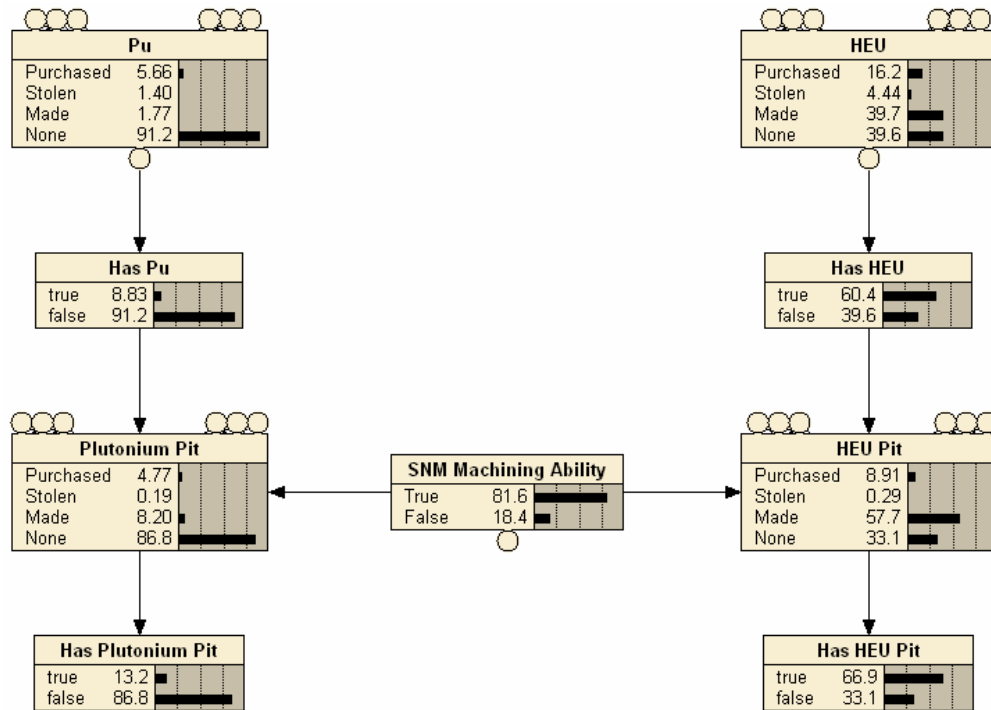 Pu
Purchased 5.66
Stolen 1.40
Made 1.77
None 91.2
HEU
Purchased 16.2
Stolen 4.44
Made 39.7
None 39.6
Has Pu
true 8.83
false 91.2
Has HEU
true 60.4
false 39.6
Plutonium Pit
Purchased 4.77
Stolen 0.19
Made 8.20
None 86.8
SNM Machining Ability
True 81.6
False 18.4
HEU Pit
Purchased 8.91
Stolen 0.29
Made 57.7
None 33.1
Has Plutonium Pit
true 13.2
false 86.8
Has HEU Pit
true 66.9
false 33.1